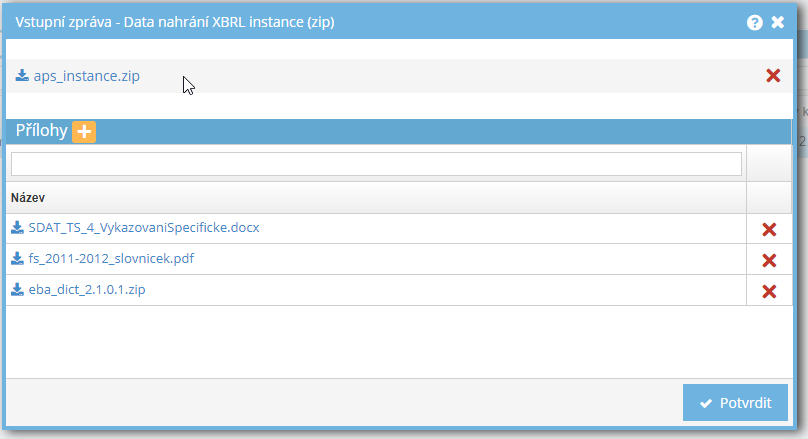 Vstupní zpráva - Data nahrání XBRL instance (zip)
aps_instance.zip
Přílohy
Název
SDAT_TS_4_VykazovaniSpecificke.docx
fs_2011-2012_slovnicek.pdf
eba_dict_2.1.0.1.zip
Potvrdit